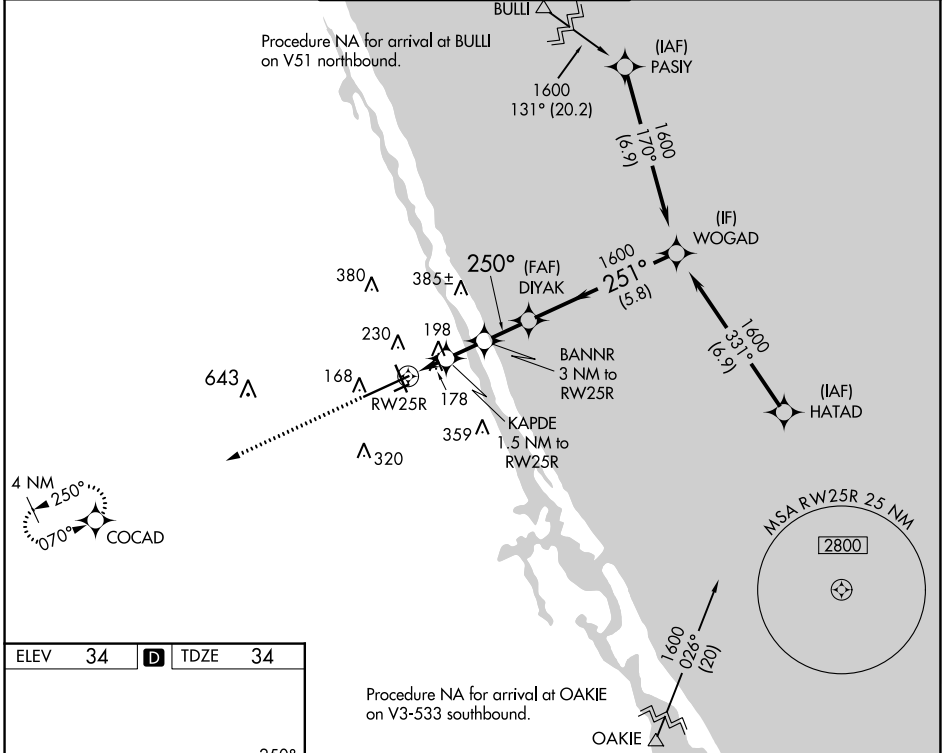 BULLI
Procedure NA for arrival at BULLI
on V51 northbound.
(IAF)
PASIY
1600
131° (20.2)
1600
170°
(6.9)
(IF)
WOGAD
1600
251°
(5.8)
250°
(FAF)
DIYAK
380
385±
230
198
643
168
RW25R
178
BANNR
3 NM to
RW25R
KAPDE
1.5 NM to
RW25R
359
320
1600
331°
(6.9)
(IAF)
HATAD
4 NM
250°
070°
COCAD
MSA RW25R 25 NM
2800
1600
026°
(20)
ELEV 34 D TDZE 34
Procedure NA for arrival at OAKIE
on V3-533 southbound.
OAKIE